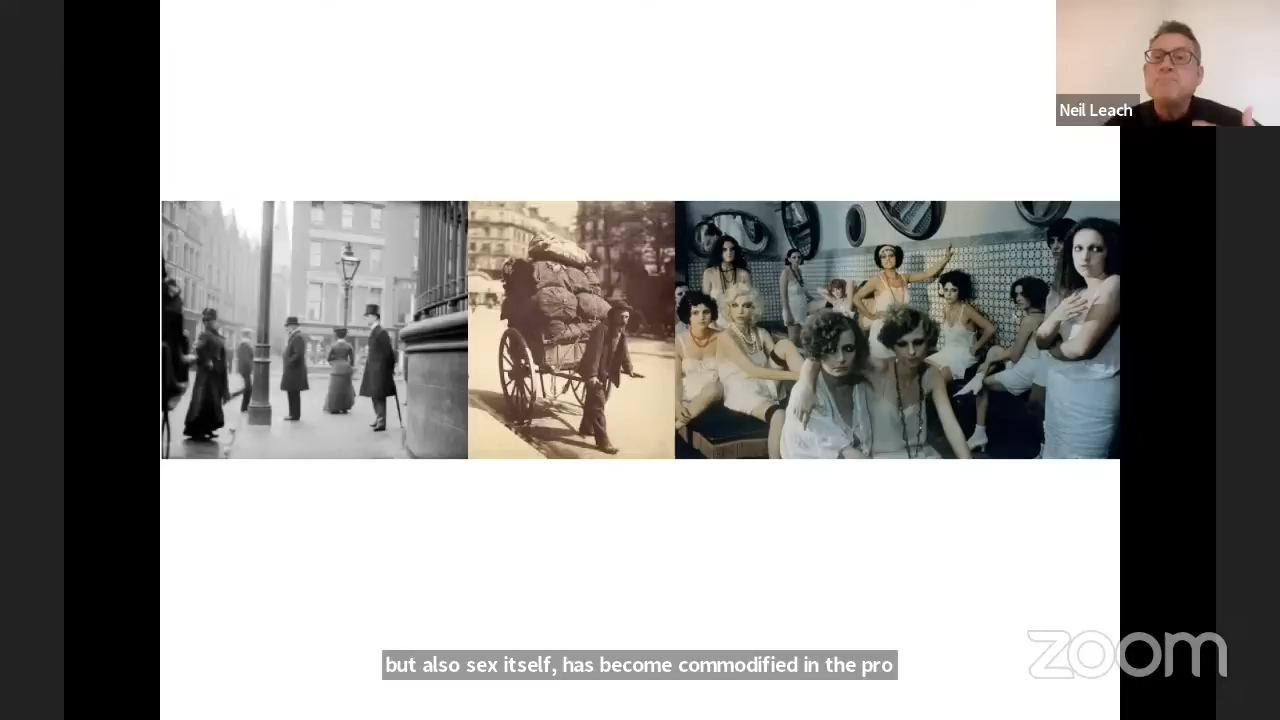 Neil Leach
but also sex itself, has become commodified in the pro
zoom